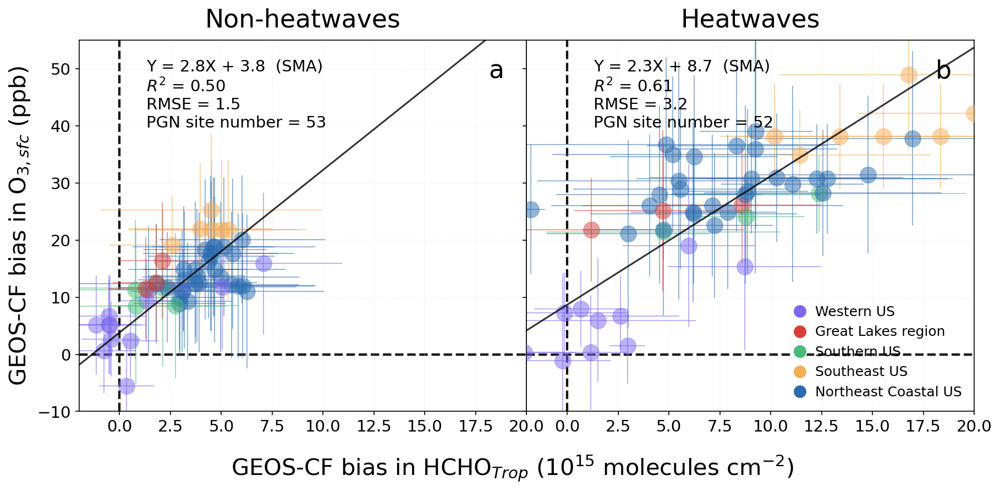 Non-heatwaves
Heatwaves
GEOS-CF bias in O3,sfc (ppb)
50
40
30
20
10
0
−10
Y = 2.8X + 3.8 (SMA)
R² = 0.50
RMSE = 1.5
PGN site number = 53
a
Y = 2.3X + 8.7 (SMA)
R² = 0.61
RMSE = 3.2
PGN site number = 52
b
Western US
Great Lakes region
Southern US
Southeast US
Northeast Coastal US
0.0 2.5 5.0 7.5 10.0 12.5 15.0 17.5 20.0 0.0 2.5 5.0 7.5 10.0 12.5 15.0 17.5 20.0
GEOS-CF bias in HCHOTrop (10¹⁵ molecules cm⁻²)